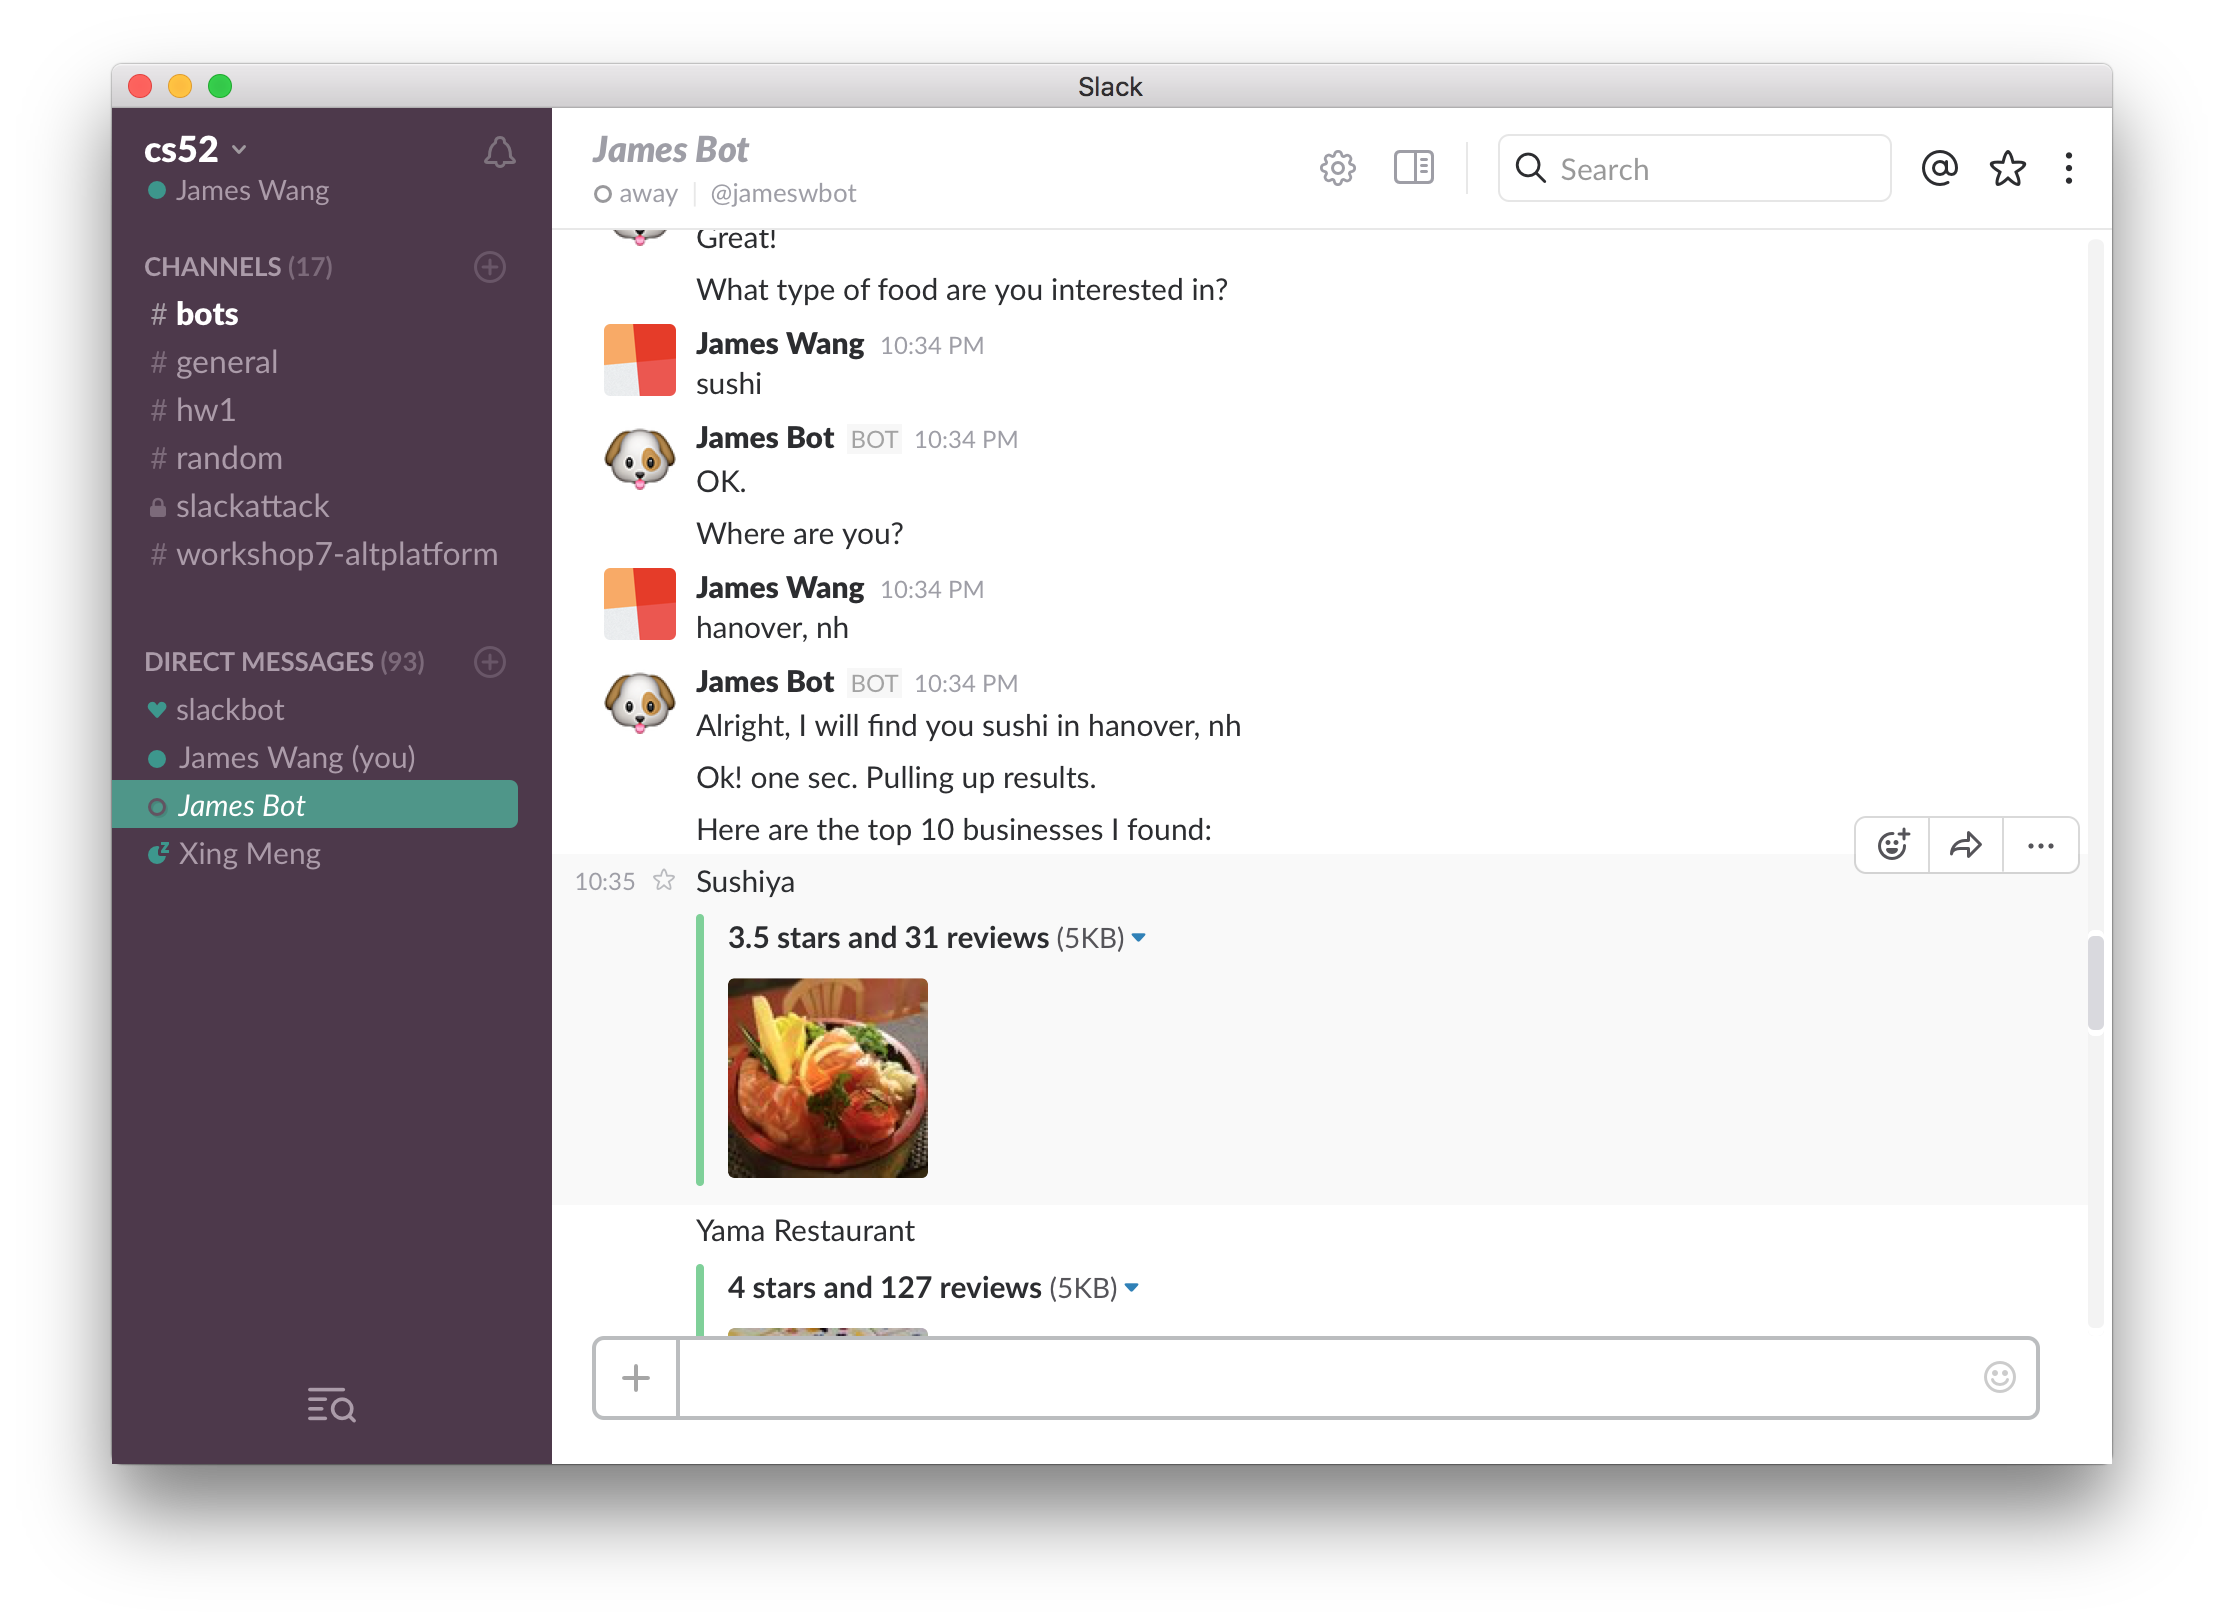 Slack
cs52
James Wang
CHANNELS (17)
# bots
# general
# hw1
# random
slackattack
# workshop7-altplatform
DIRECT MESSAGES (93)
slackbot
James Wang (you)
James Bot
Xing Meng
James Bot
away | @jameswbot
Search
Great!
What type of food are you interested in?
James Wang 10:34 PM
sushi
James Bot BOT 10:34 PM
OK.
Where are you?
James Wang 10:34 PM
hanover, nh
James Bot BOT 10:34 PM
Alright, I will find you sushi in hanover, nh
Ok! one sec. Pulling up results.
Here are the top 10 businesses I found:
10:35 Sushiya
3.5 stars and 31 reviews (5KB)
Yama Restaurant
4 stars and 127 reviews (5KB)